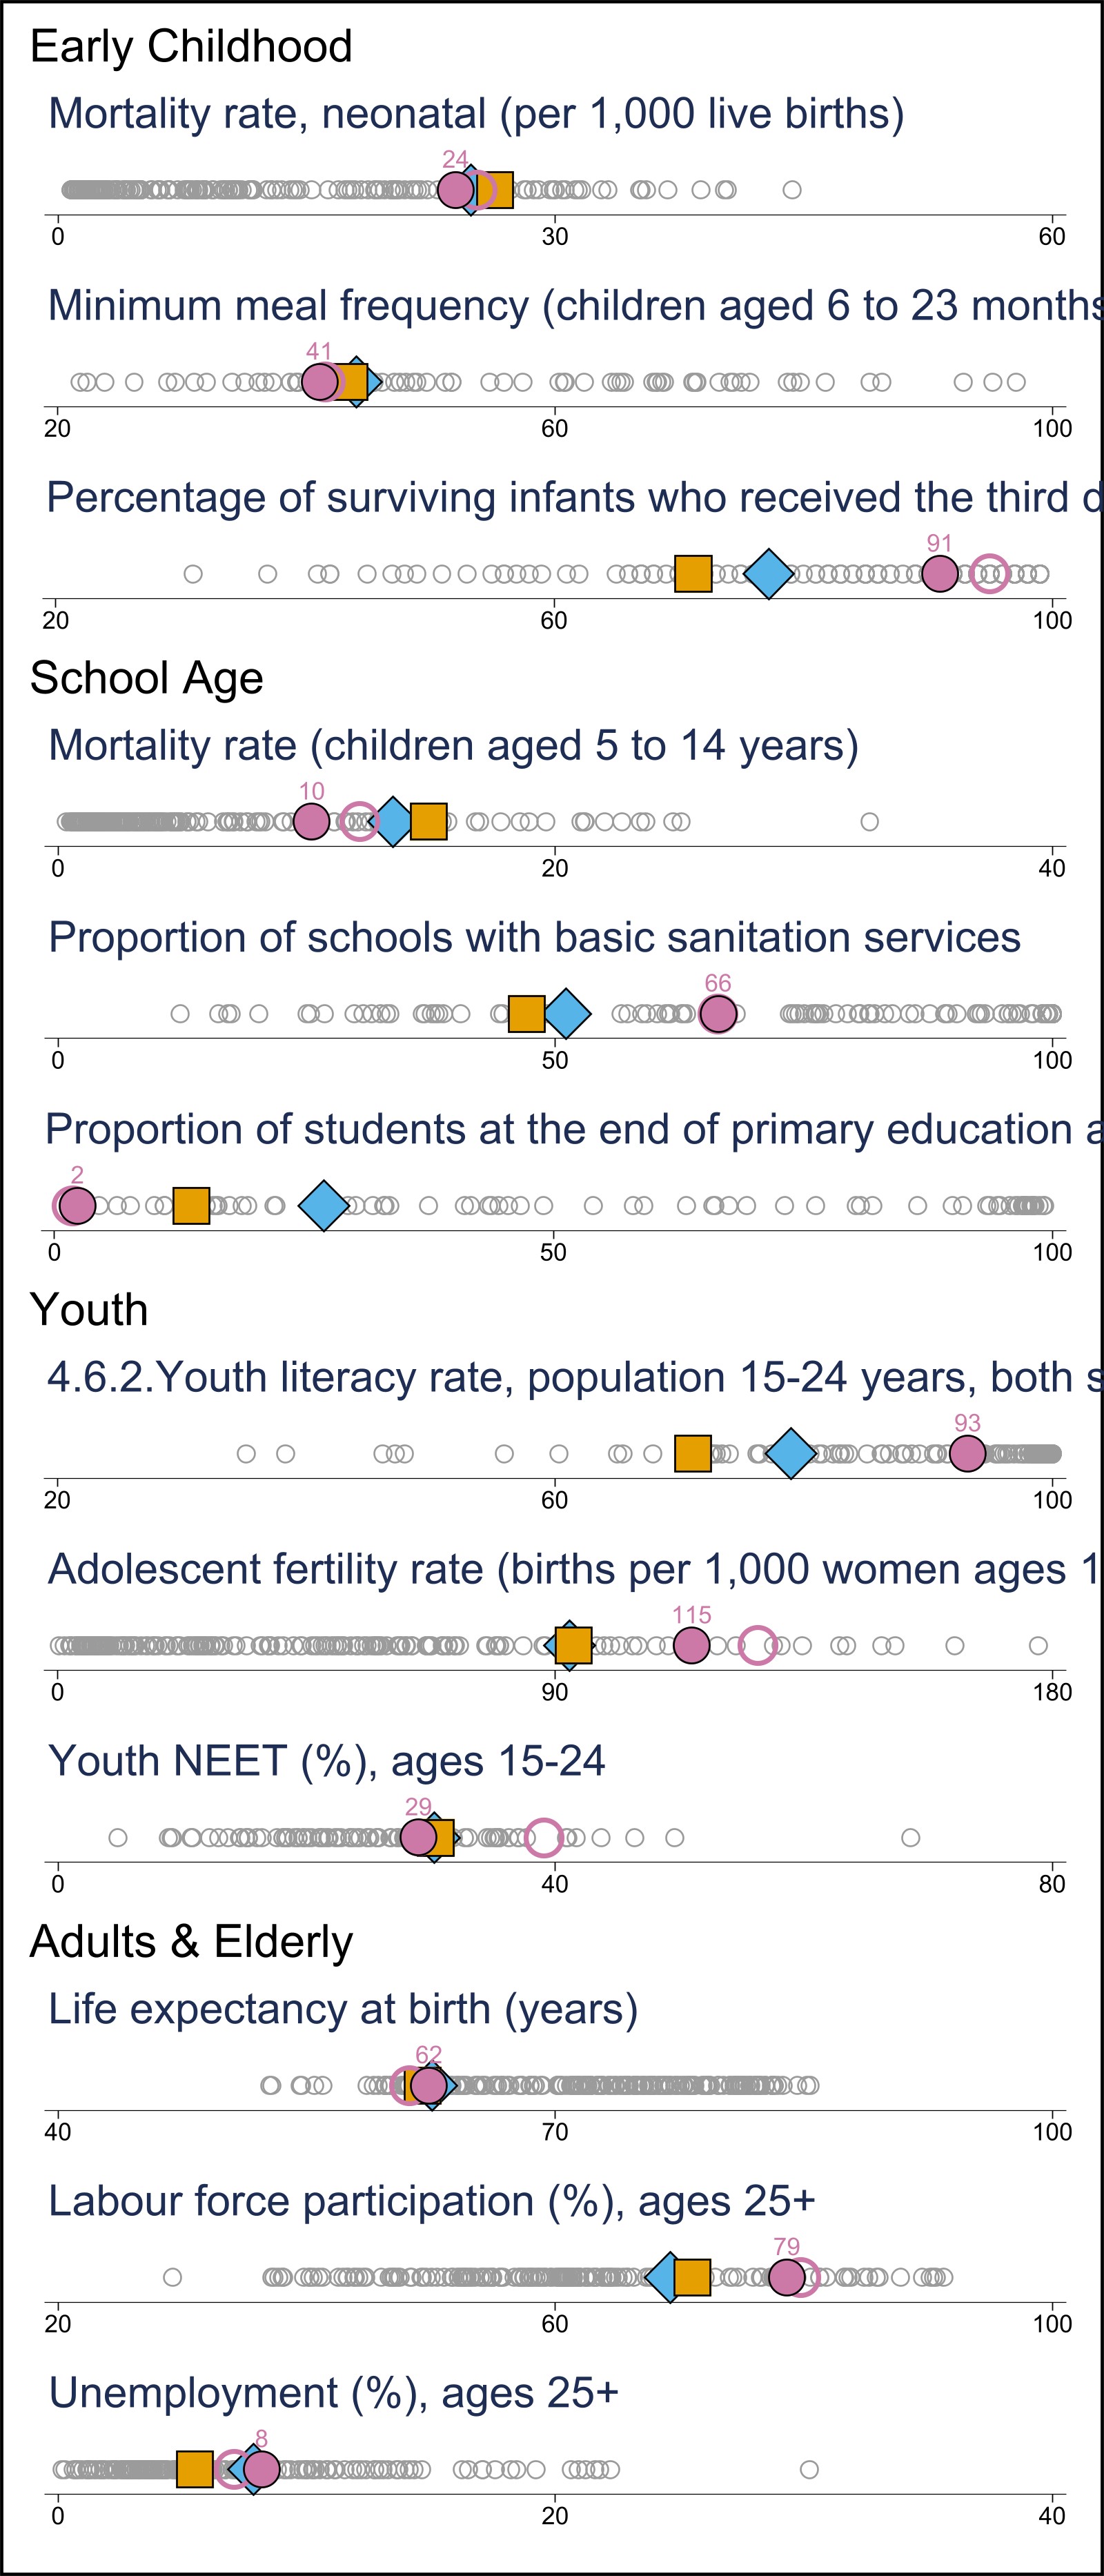 Early Childhood
Mortality rate, neonatal (per 1,000 live births)
24
0 30 60
Minimum meal frequency (children aged 6 to 23 months
41
20 60 100
Percentage of surviving infants who received the third d
91
20 60 100
School Age
Mortality rate (children aged 5 to 14 years)
10
0 20 40
Proportion of schools with basic sanitation services
66
0 50 100
Proportion of students at the end of primary education a
2
0 50 100
Youth
4.6.2.Youth literacy rate, population 15-24 years, both s
93
20 60 100
Adolescent fertility rate (births per 1,000 women ages 1
115
0 90 180
Youth NEET (%), ages 15-24
29
0 40 80
Adults & Elderly
Life expectancy at birth (years)
62
40 70 100
Labour force participation (%), ages 25+
79
20 60 100
Unemployment (%), ages 25+
8
0 20 40